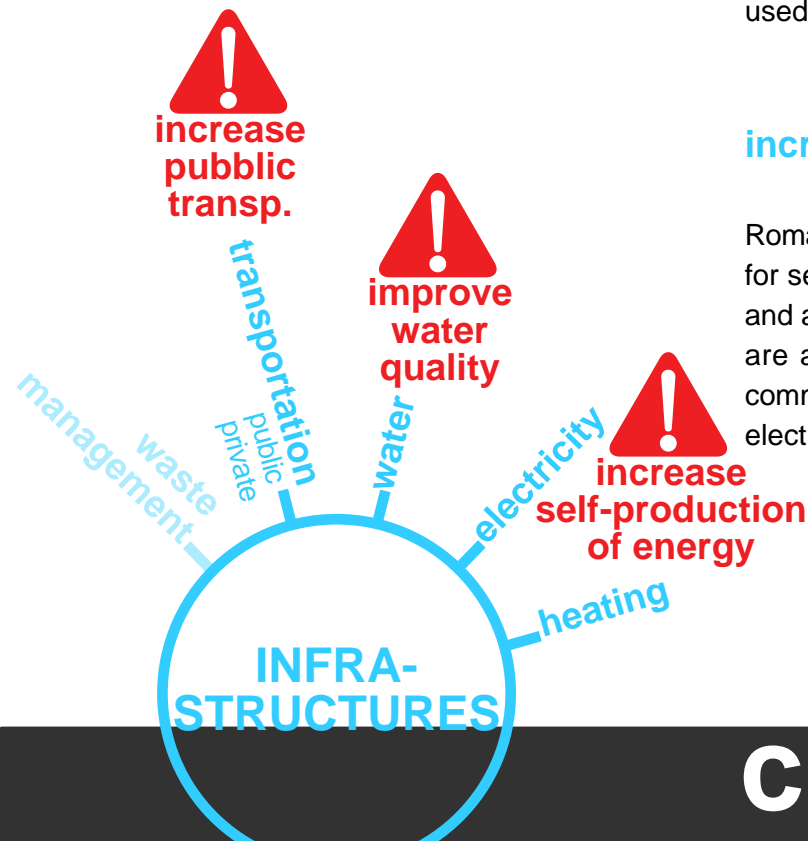 used
incr
Roma
for se
and a
are a
comm
elect
increase
pubblic
transp.
improve
water
quality
increase
self-production
of energy
waste
management
transportation
public
private
water
electricity
heating
INFRA-
STRUCTURES
c